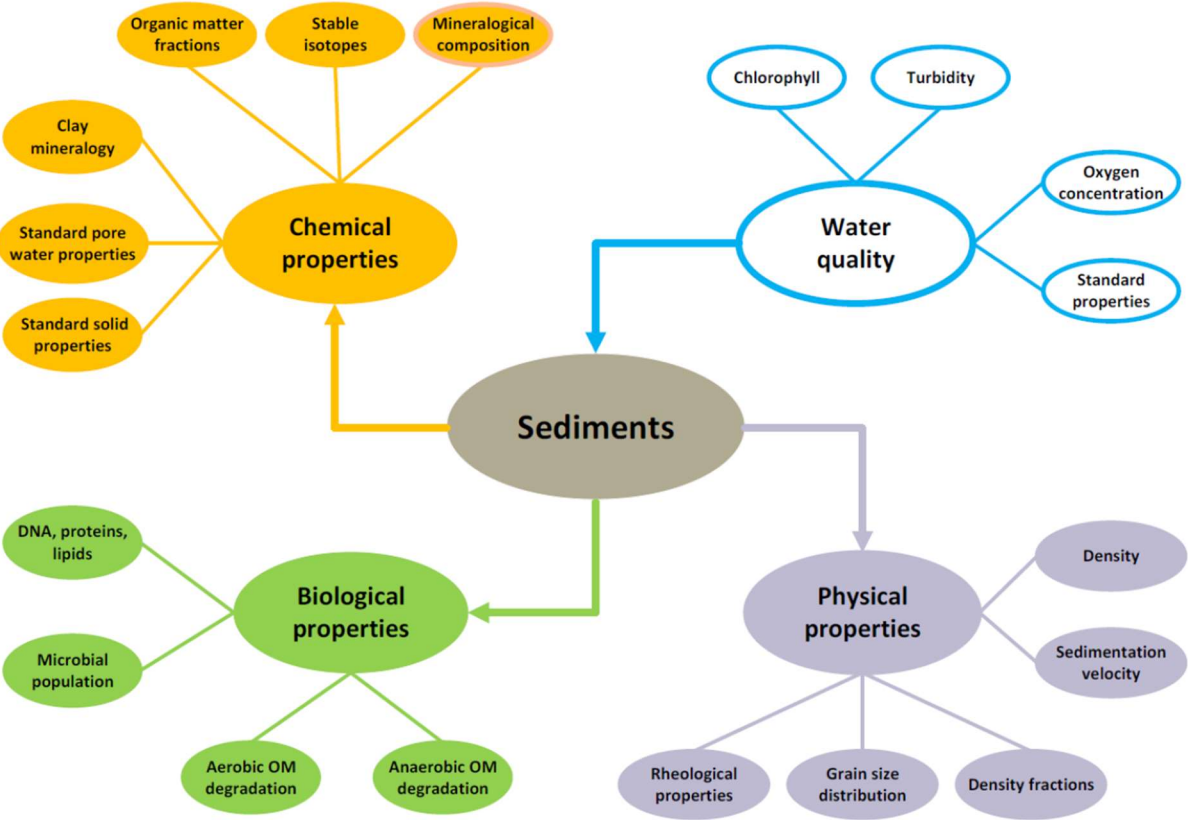 Organic matter
fractions
Stable
isotopes
Mineralogical
composition
Clay
mineralogy
Standard pore
water properties
Standard solid
properties
Chemical
properties
Chlorophyll
Turbidity
Oxygen
concentration
Standard
properties
Water
quality
Sediments
DNA, proteins,
lipids
Microbial
population
Biological
properties
Aerobic OM
degradation
Anaerobic OM
degradation
Physical
properties
Density
Sedimentation
velocity
Rheological
properties
Grain size
distribution
Density fractions